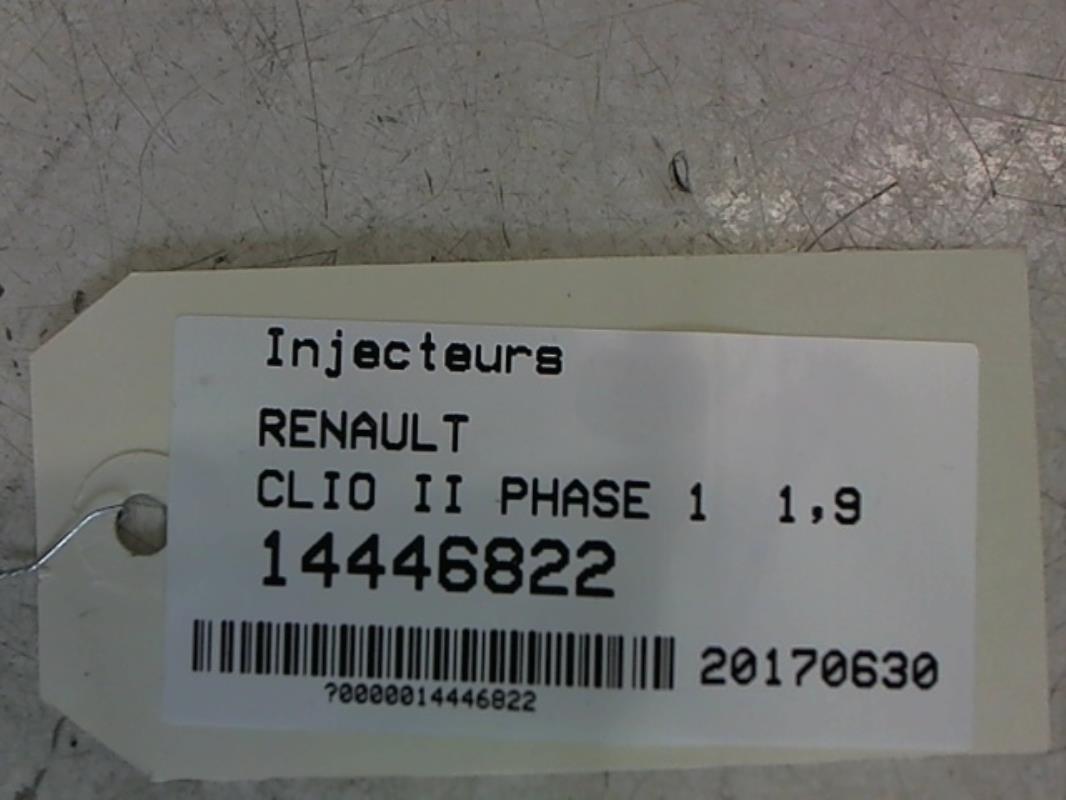 Injecteurs
RENAULT
CLIO II PHASE 1 1,9
14446822
20170630
?0000014446822